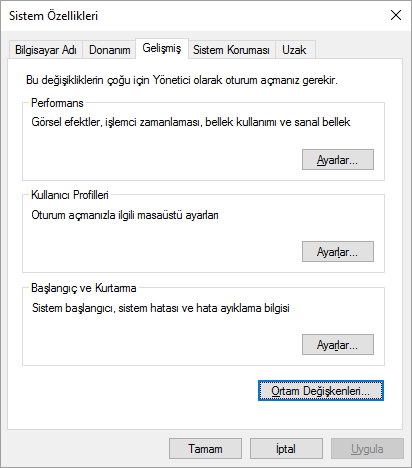 Sistem Özellikleri
Bilgisayar Adı Donanım Gelişmiş Sistem Koruması Uzak
Bu değişikliklerin çoğu için Yönetici olarak oturum açmanız gerekir.
Performans
Görsel efektler, işlemci zamanlaması, bellek kullanımı ve sanal bellek
Ayarlar...
Kullanıcı Profilleri
Oturum açmanızla ilgili masaüstü ayarları
Ayarlar...
Başlangıç ve Kurtarma
Sistem başlangıcı, sistem hatası ve hata ayıklama bilgisi
Ayarlar...
Ortam Değişkenleri...
Tamam İptal Uygula